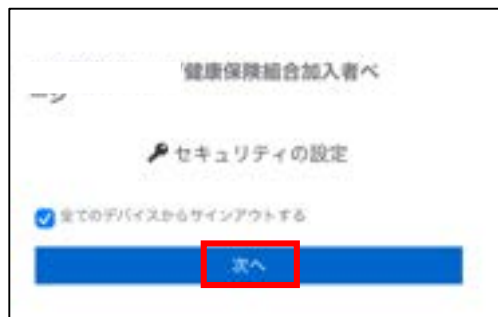 健康保険組合加入者ペ
ージ
セキュリティの設定
全てのデバイスからサインアウトする
次へ